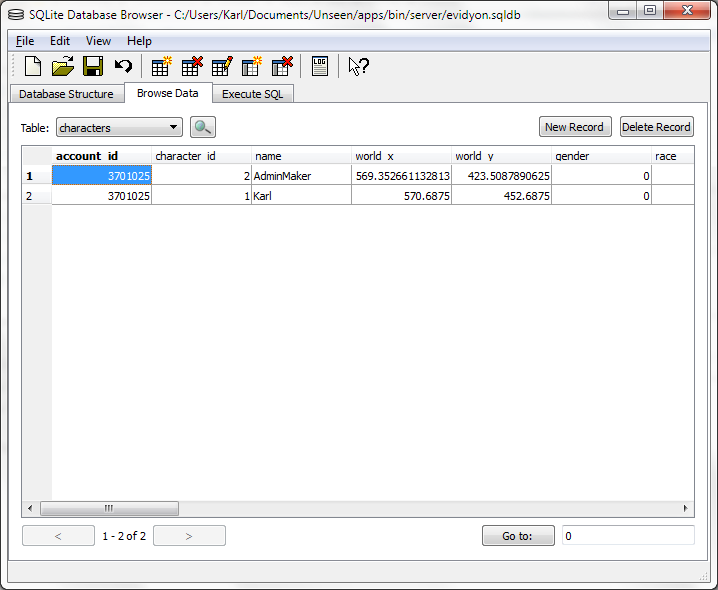 SQLite Database Browser - C:/Users/Karl/Documents/Unseen/apps/bin/server/evidyon.sqldb
File Edit View Help
LOG
Database Structure Browse Data Execute SQL
Table: characters New Record Delete Record
account_id character_id name world_x world_y gender race
1 3701025 2 AdminMaker 569.352661132813 423.5087890625 0
2 3701025 1 Karl 570.6875 452.6875 0
< 1 - 2 of 2 > Go to: 0